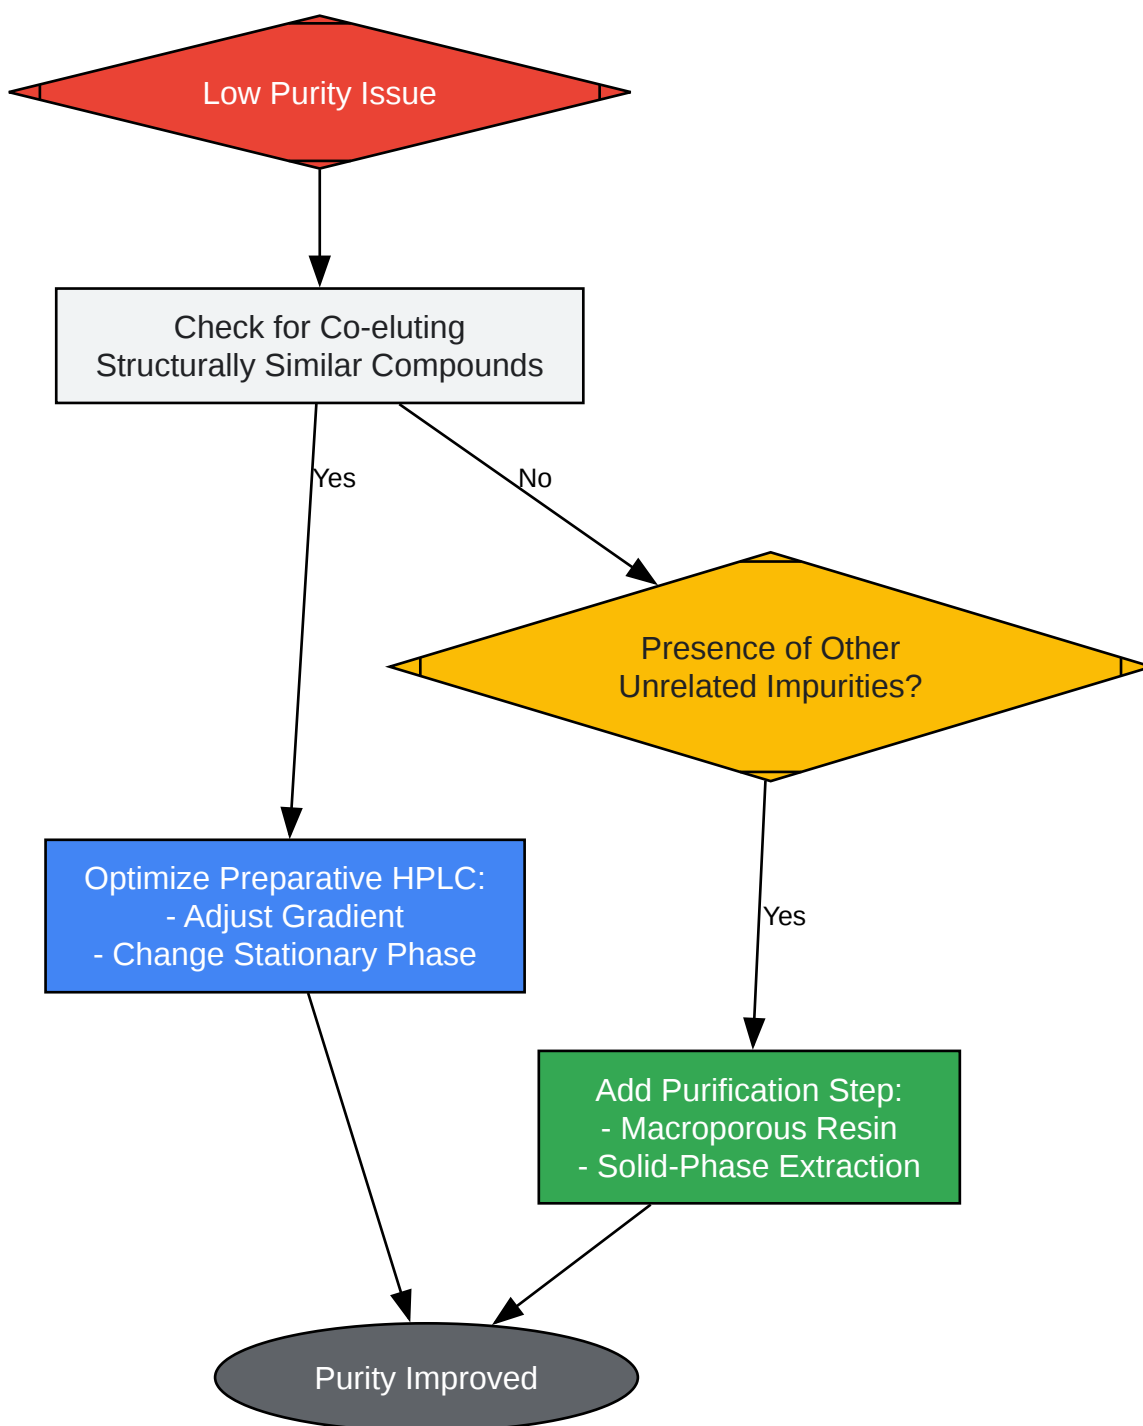 Low Purity Issue
Check for Co-eluting
Structurally Similar Compounds
Yes
No
Presence of Other
Unrelated Impurities?
Optimize Preparative HPLC:
- Adjust Gradient
- Change Stationary Phase
Yes
Add Purification Step:
- Macroporous Resin
- Solid-Phase Extraction
Purity Improved